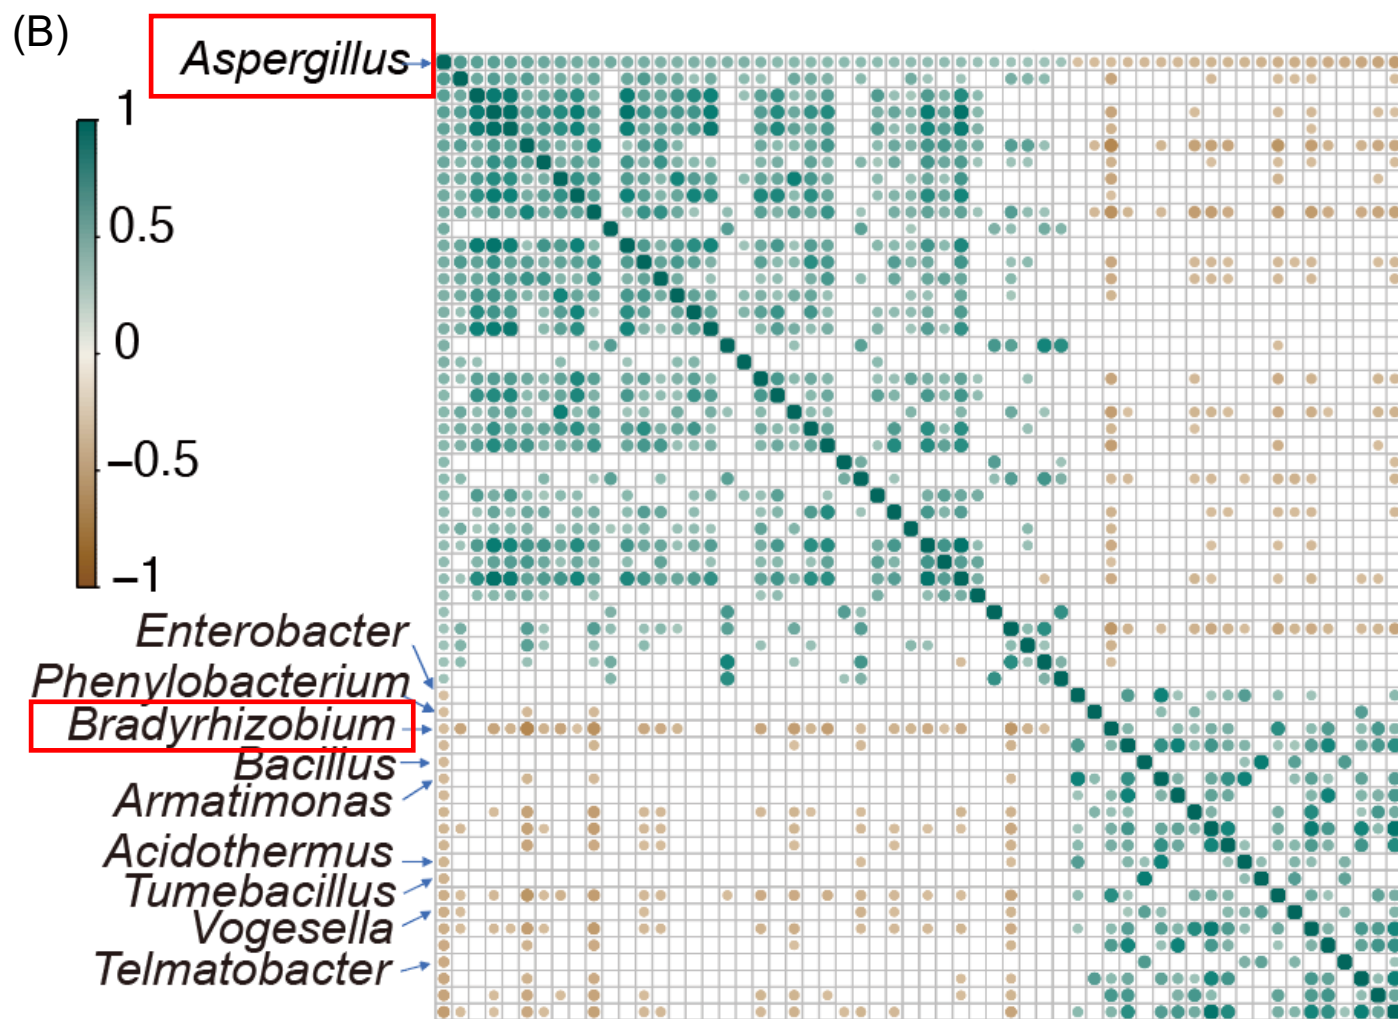 (B)
Aspergillus
1
0.5
0
−0.5
−1
Enterobacter
Phenylobacterium
Bradyrhizobium
Bacillus
Armatimonas
Acidothermus
Tumebacillus
Vogesella
Telmatobacter